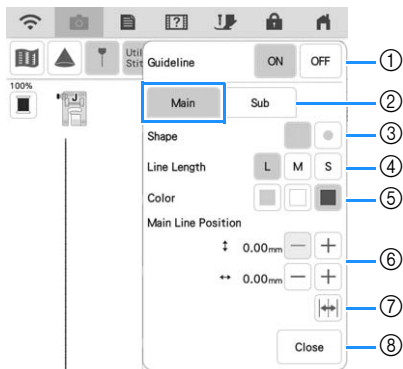 Util
Stit
Guideline ON OFF ①
100%
Main Sub ②
J
Shape ③
Line Length L M S ④
Color ⑤
Main Line Position
↕ 0.00mm − + ⑥
↔ 0.00mm − +
⑦
Close ⑧